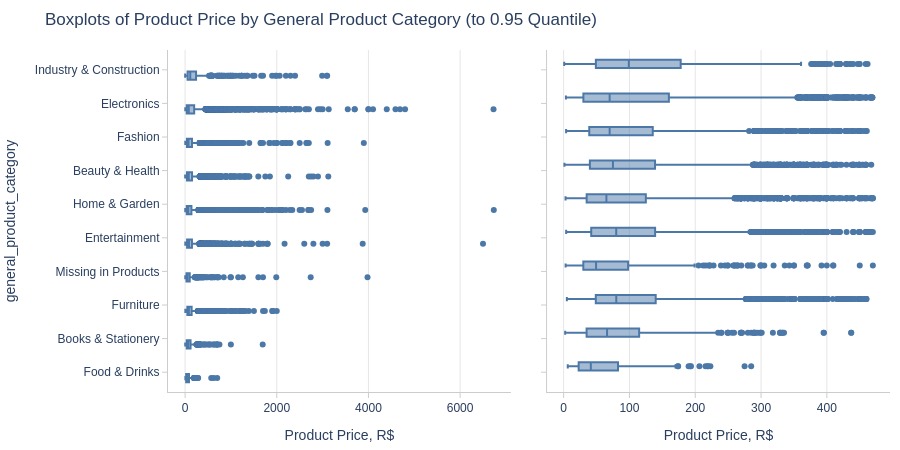 Boxplots of Product Price by General Product Category (to 0.95 Quantile)
general_product_category
Industry & Construction
Electronics
Fashion
Beauty & Health
Home & Garden
Entertainment
Missing in Products
Furniture
Books & Stationery
Food & Drinks
0 2000 4000 6000
Product Price, R$
0 100 200 300 400
Product Price, R$